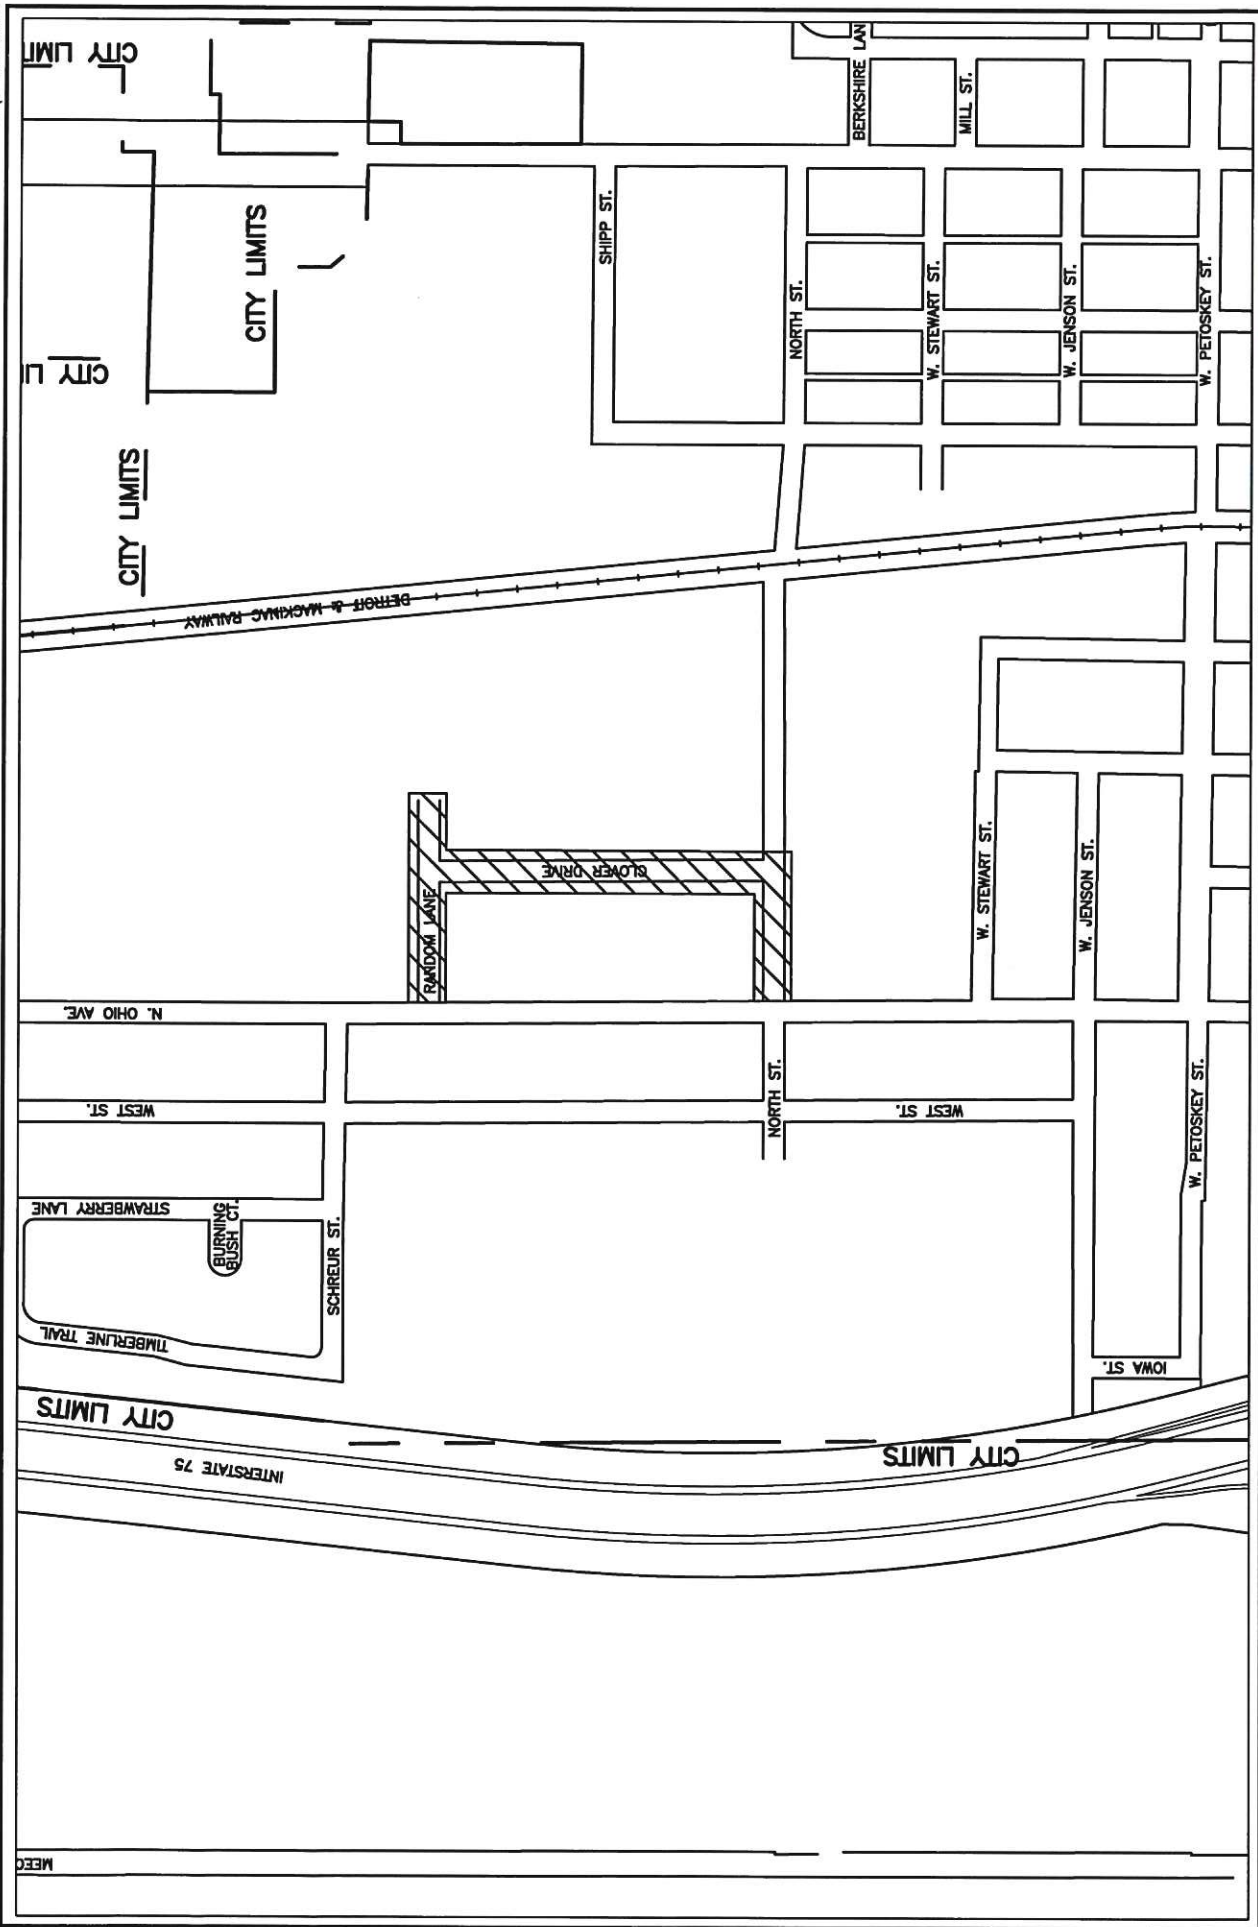 CITY LIMI
BERKSHIRE LAN
MILL ST.
SHIPP ST.
CITY LIMITS
NORTH ST.
W. STEWART ST.
W. JENSON ST.
W. PETOSKEY ST.
CITY LI
CITY LIMITS
DETROIT & MACKINAC RAILWAY
CLOVER DRIVE
RANDOM LANE
W. STEWART ST.
W. JENSON ST.
N. OHIO AVE.
WEST ST.
NORTH ST.
WEST ST.
W. PETOSKEY ST.
STRAWBERRY LANE
BURNING
BUSH CT.
SCHREUR ST.
TIMBERLINE TRAIL
IOWA ST.
CITY LIMITS
CITY LIMITS
INTERSTATE 75
MEEC